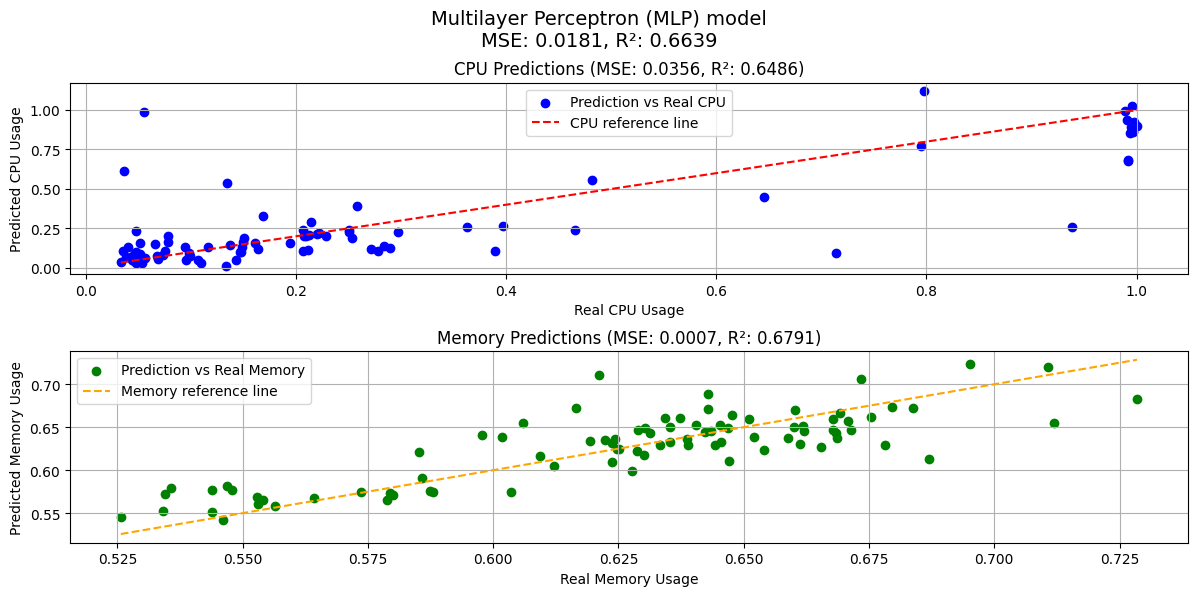 Multilayer Perceptron (MLP) model
MSE: 0.0181, R²: 0.6639
CPU Predictions (MSE: 0.0356, R²: 0.6486)
Prediction vs Real CPU
CPU reference line
Predicted CPU Usage
1.00
0.75
0.50
0.25
0.00
0.0 0.2 0.4 0.6 0.8 1.0
Real CPU Usage
Memory Predictions (MSE: 0.0007, R²: 0.6791)
Prediction vs Real Memory
Memory reference line
Predicted Memory Usage
0.70
0.65
0.60
0.55
0.525 0.550 0.575 0.600 0.625 0.650 0.675 0.700 0.725
Real Memory Usage